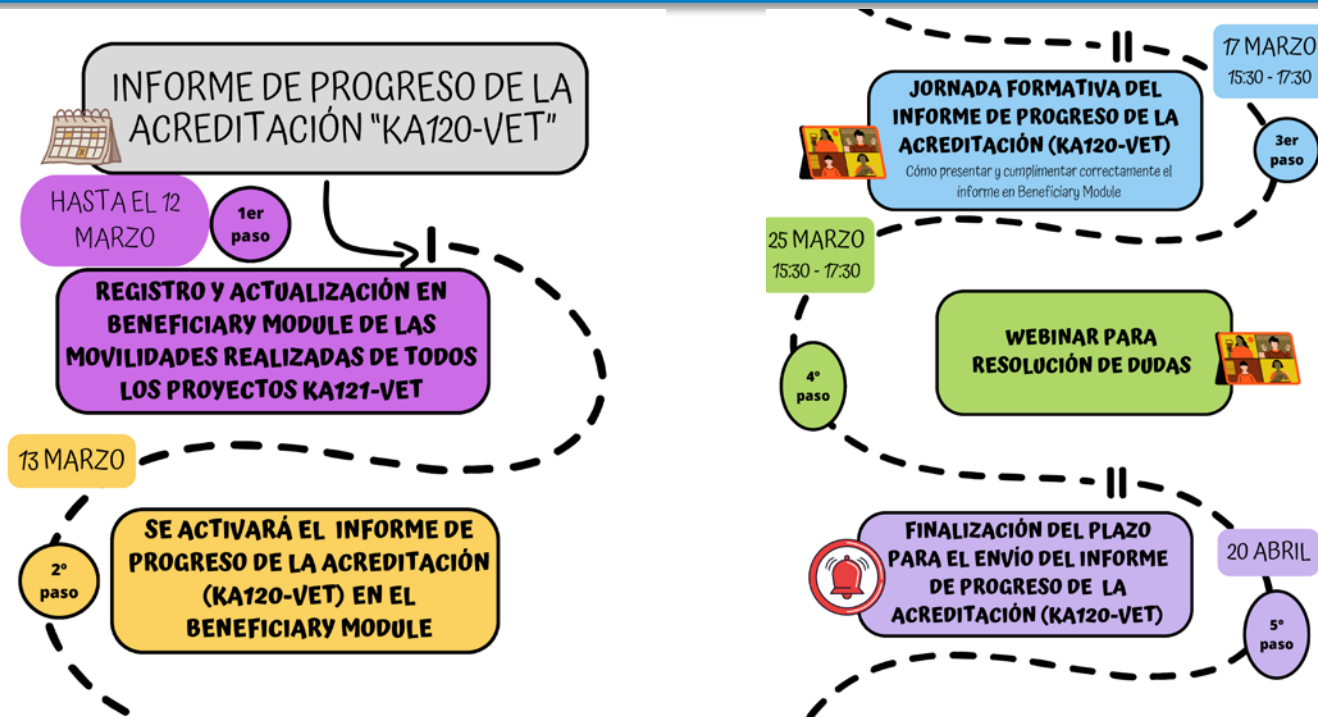 INFORME DE PROGRESO DE LA
ACREDITACIÓN "KA120-VET"
HASTA EL 12
MARZO
1er
paso
REGISTRO Y ACTUALIZACIÓN EN
BENEFICIARY MODULE DE LAS
MOVILIDADES REALIZADAS DE TODOS
LOS PROYECTOS KA121-VET
13 MARZO
2º
paso
SE ACTIVARÁ EL INFORME DE
PROGRESO DE LA ACREDITACIÓN
(KA120-VET) EN EL
BENEFICIARY MODULE
17 MARZO
15:30 - 17:30
3er
paso
JORNADA FORMATIVA DEL
INFORME DE PROGRESO DE LA
ACREDITACIÓN (KA120-VET)
Cómo presentar y cumplimentar correctamente el
informe en Beneficiary Module
25 MARZO
15:30 - 17:30
4º
paso
WEBINAR PARA
RESOLUCIÓN DE DUDAS
20 ABRIL
5º
paso
FINALIZACIÓN DEL PLAZO
PARA EL ENVÍO DEL INFORME
DE PROGRESO DE LA
ACREDITACIÓN (KA120-VET)